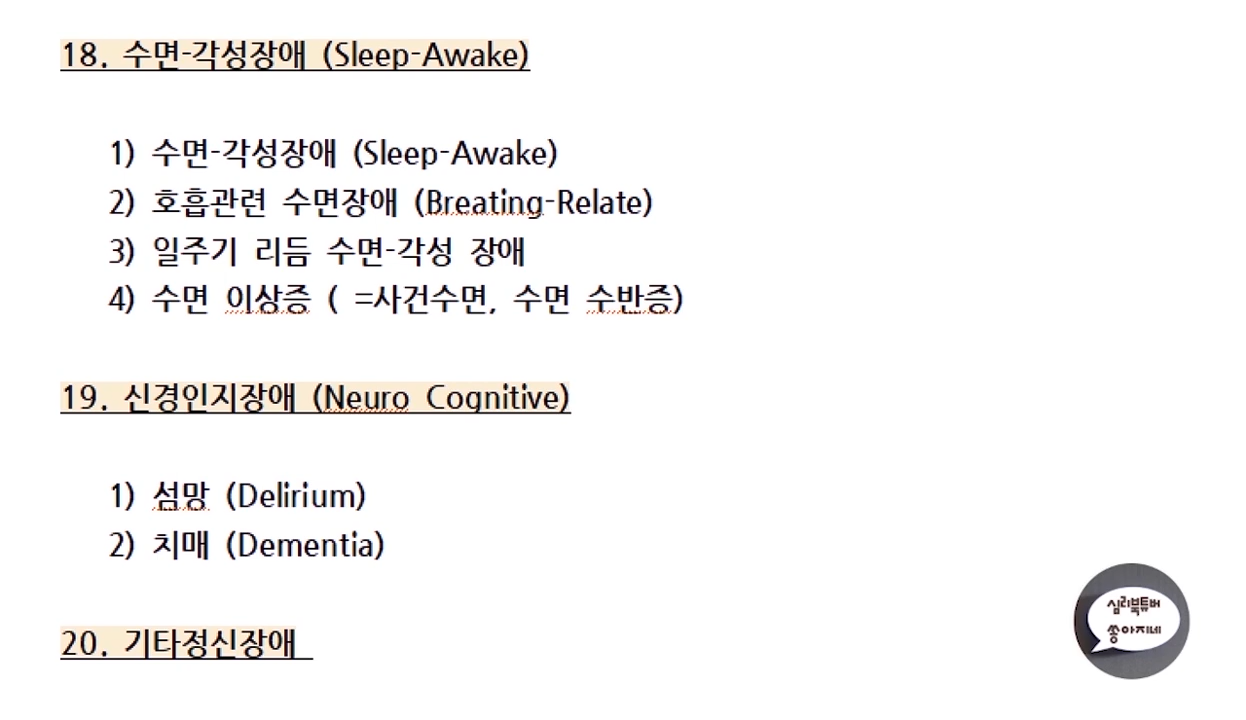 18. 수면-각성장애 (Sleep-Awake)
1) 수면-각성장애 (Sleep-Awake)
2) 호흡관련 수면장애 (Breating-Relate)
3) 일주기 리듬 수면-각성 장애
4) 수면 이상증 ( =사건수면, 수면 수반증)
19. 신경인지장애 (Neuro Cognitive)
1) 섬망 (Delirium)
2) 치매 (Dementia)
20. 기타정신장애
심리북튜버
쏭아지네